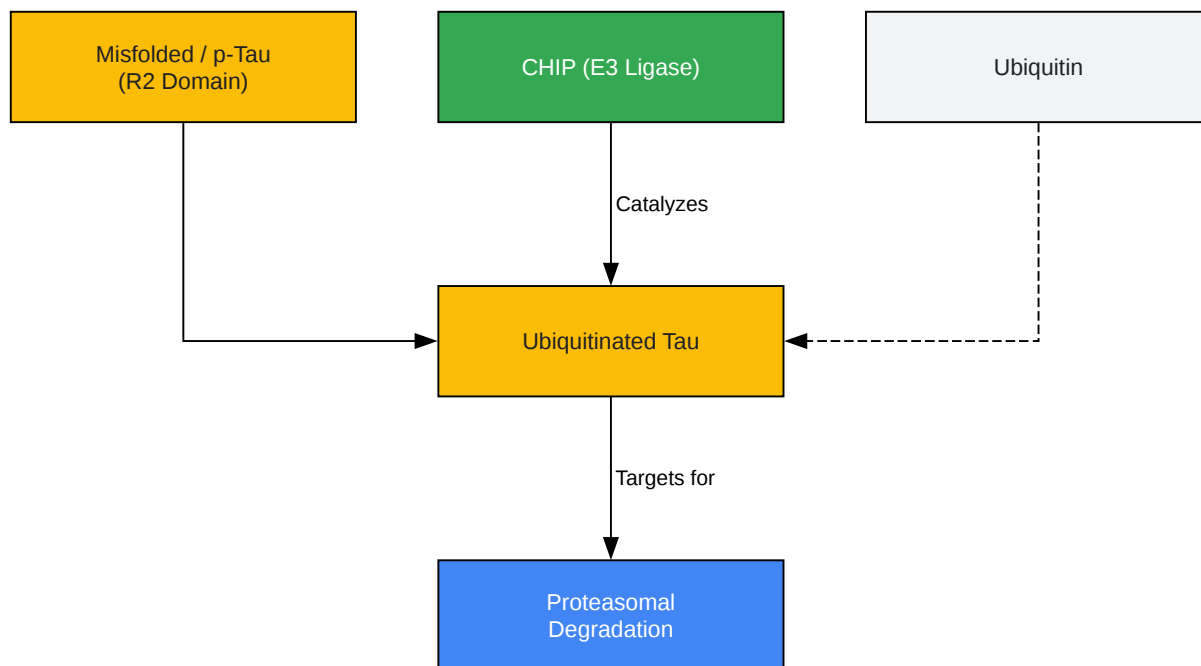 Misfolded / p-Tau
(R2 Domain)
CHIP (E3 Ligase)
Ubiquitin
Catalyzes
Ubiquitinated Tau
Targets for
Proteasomal
Degradation